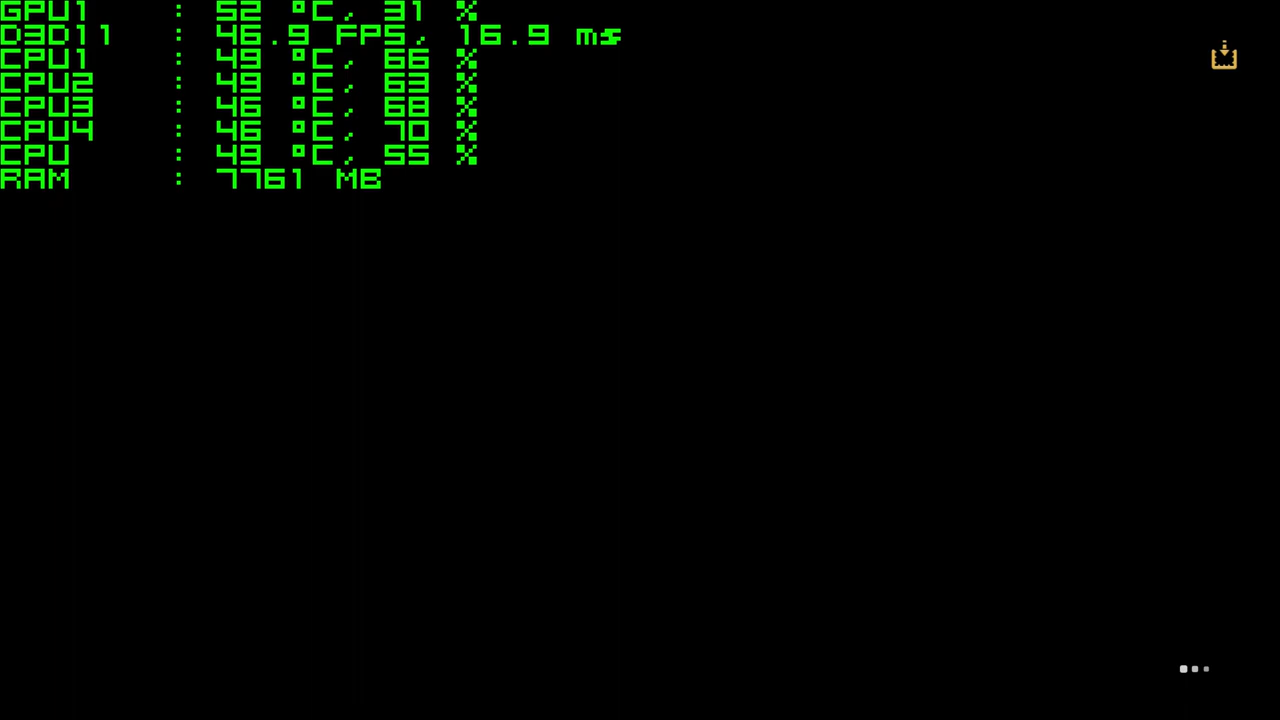 GPU1 : 52 °C, 31 %
D3D11 : 46.9 FPS, 16.9 ms
CPU1 : 49 °C, 66 %
CPU2 : 49 °C, 63 %
CPU3 : 46 °C, 68 %
CPU4 : 46 °C, 70 %
CPU : 49 °C, 55 %
RAM : 7761 MB